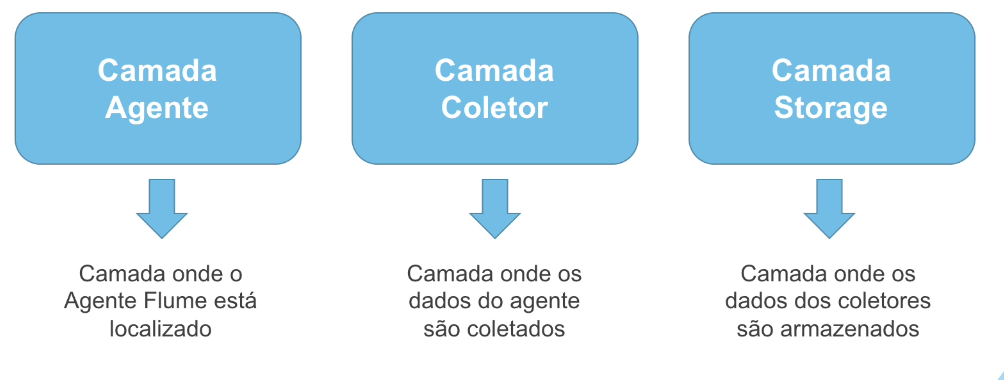 Camada
Agente
Camada
Coletor
Camada
Storage
Camada onde o
Agente Flume está
localizado
Camada onde os
dados do agente
são coletados
Camada onde os
dados dos coletores
são armazenados